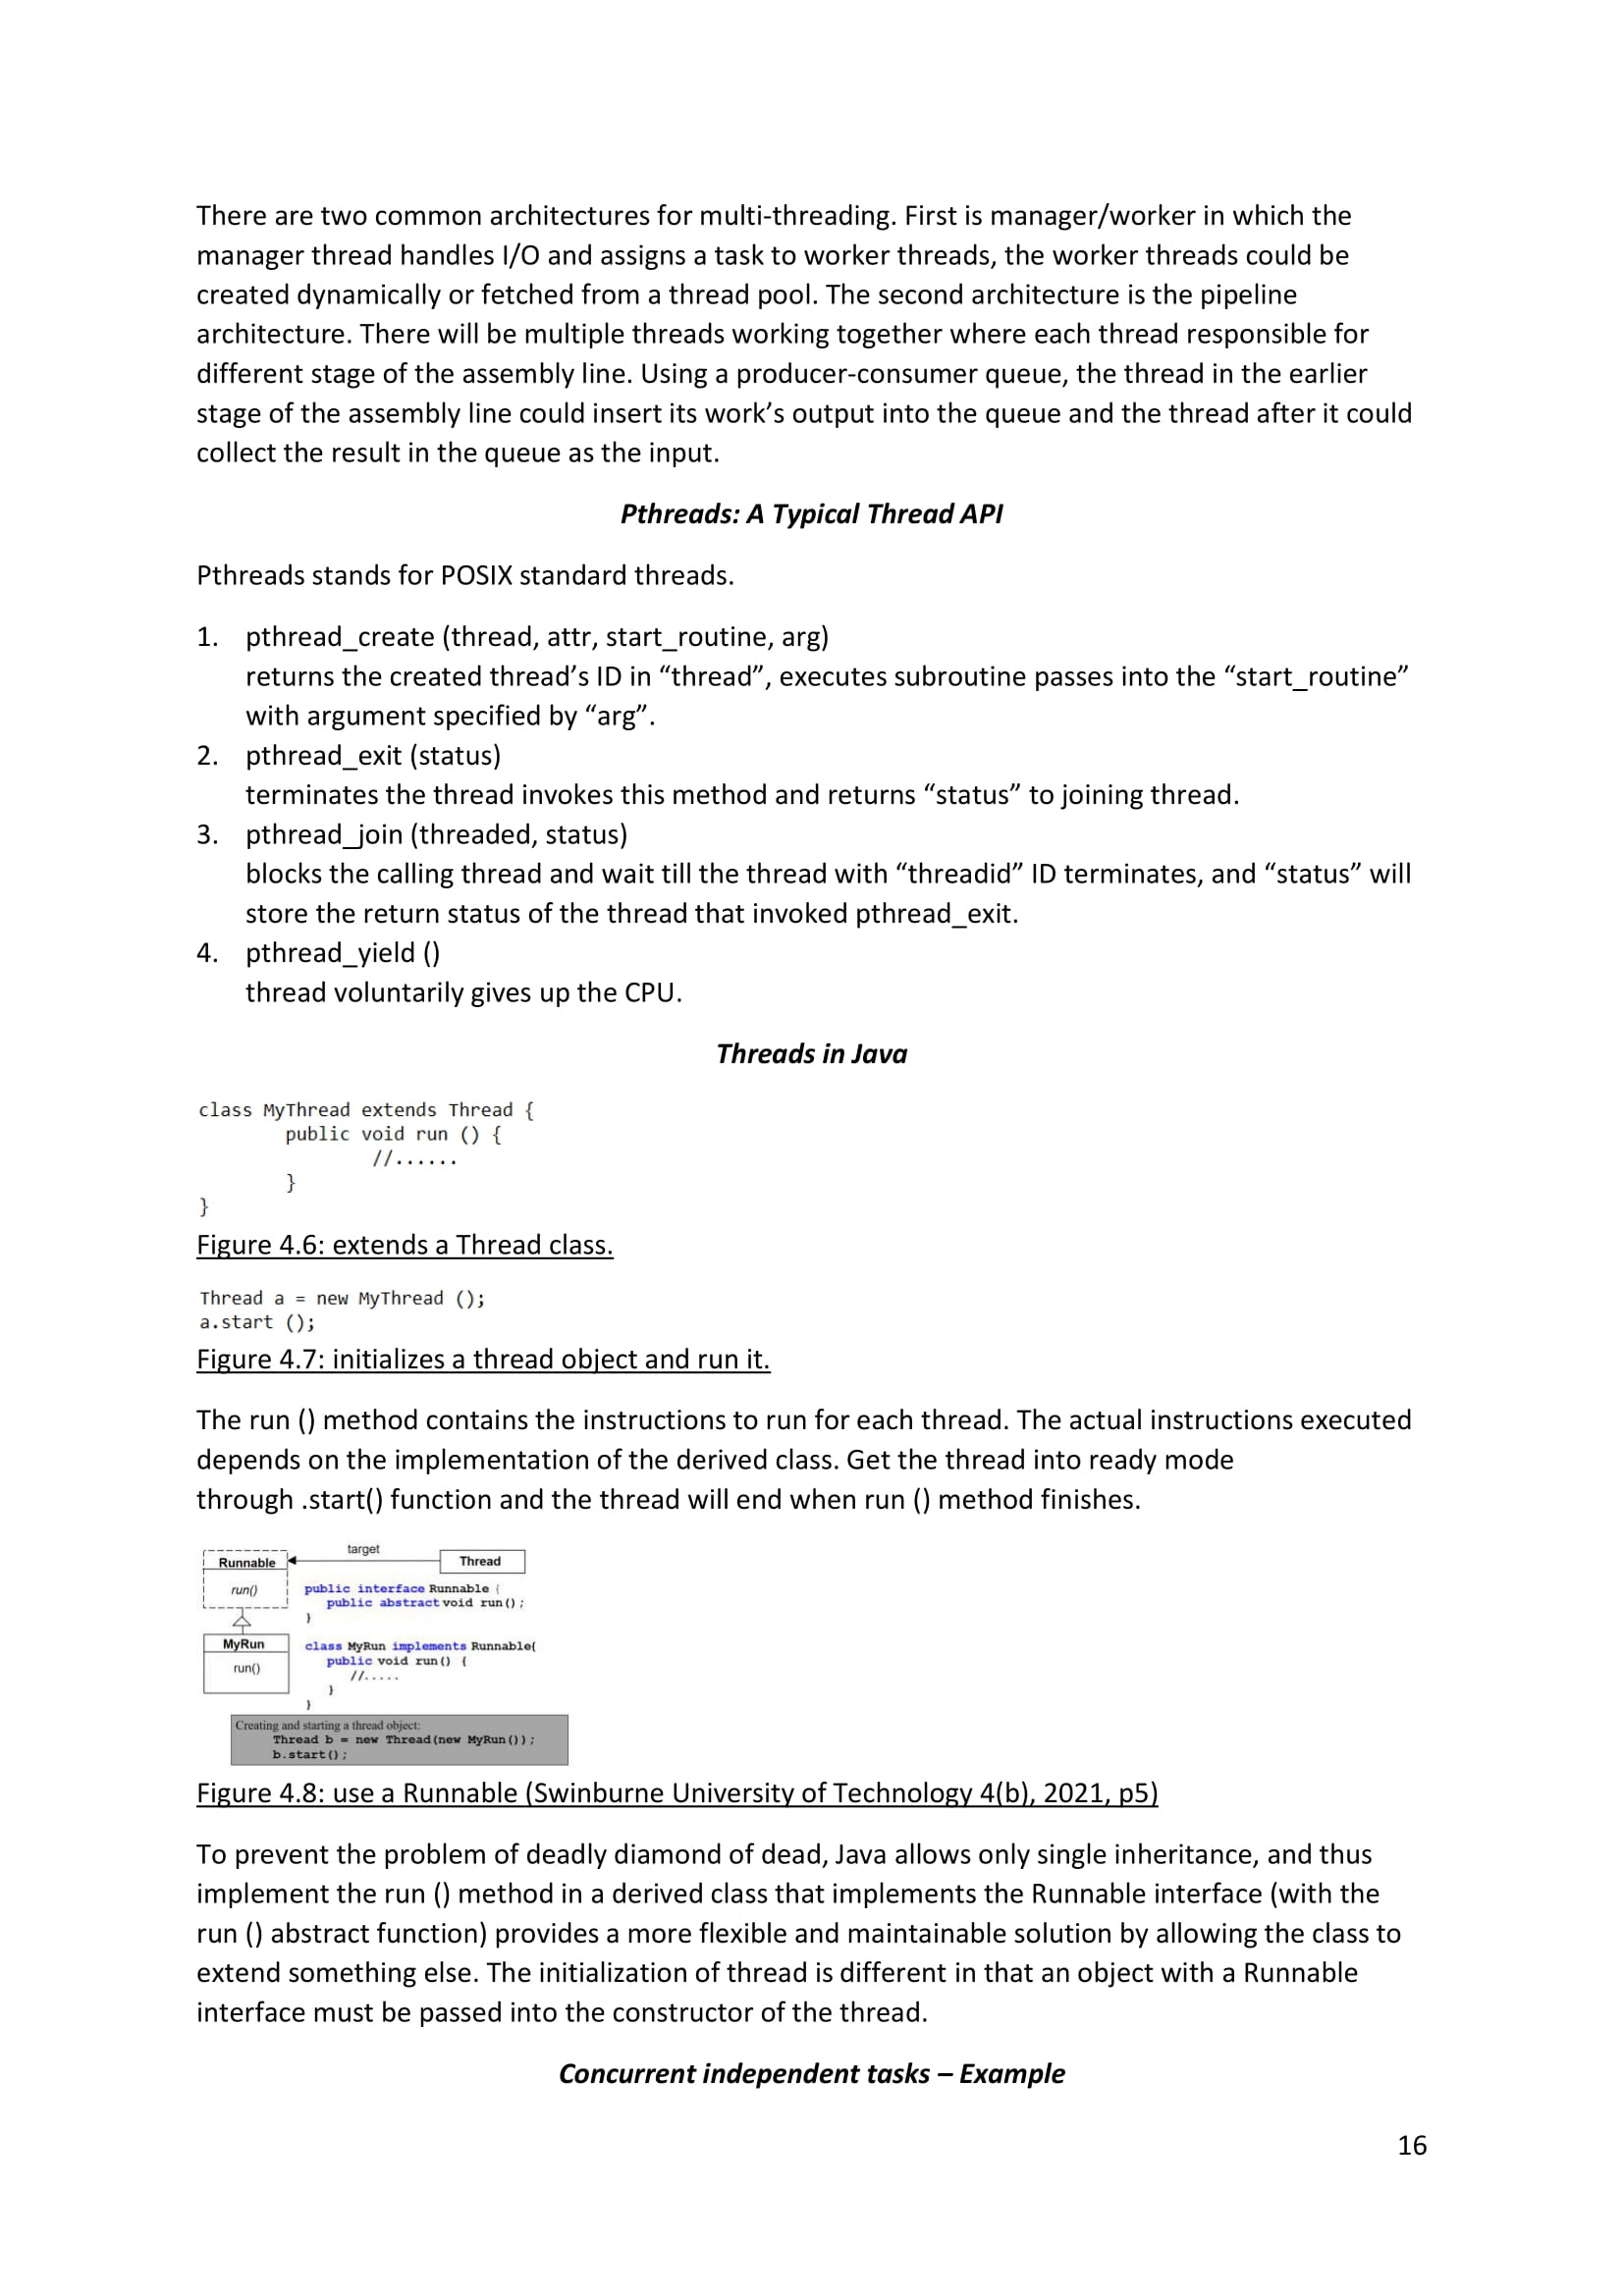 There are two common architectures for multi-threading. First is manager/worker in which the
manager thread handles I/O and assigns a task to worker threads, the worker threads could be
created dynamically or fetched from a thread pool. The second architecture is the pipeline
architecture. There will be multiple threads working together where each thread responsible for
different stage of the assembly line. Using a producer-consumer queue, the thread in the earlier
stage of the assembly line could insert its work’s output into the queue and the thread after it could
collect the result in the queue as the input.
Pthreads: A Typical Thread API
Pthreads stands for POSIX standard threads.
1. pthread_create (thread, attr, start_routine, arg)
returns the created thread’s ID in “thread”, executes subroutine passes into the “start_routine”
with argument specified by “arg”.
2. pthread_exit (status)
terminates the thread invokes this method and returns “status” to joining thread.
3. pthread_join (threaded, status)
blocks the calling thread and wait till the thread with “threadid” ID terminates, and “status” will
store the return status of the thread that invoked pthread_exit.
4. pthread_yield ()
thread voluntarily gives up the CPU.
Threads in Java
class MyThread extends Thread {
public void run () {
//......
}
}
Figure 4.6: extends a Thread class.
Thread a = new MyThread ();
a.start ();
Figure 4.7: initializes a thread object and run it.
The run () method contains the instructions to run for each thread. The actual instructions executed
depends on the implementation of the derived class. Get the thread into ready mode
through .start() function and the thread will end when run () method finishes.
target
Runnable
Thread
run()
public interface Runnable {
public abstract void run();
}
MyRun
run()
class MyRun implements Runnable{
public void run() {
//.....
}
}
Creating and starting a thread object:
Thread b = new Thread(new MyRun());
b.start();
Figure 4.8: use a Runnable (Swinburne University of Technology 4(b), 2021, p5)
To prevent the problem of deadly diamond of dead, Java allows only single inheritance, and thus
implement the run () method in a derived class that implements the Runnable interface (with the
run () abstract function) provides a more flexible and maintainable solution by allowing the class to
extend something else. The initialization of thread is different in that an object with a Runnable
interface must be passed into the constructor of the thread.
Concurrent independent tasks – Example
16